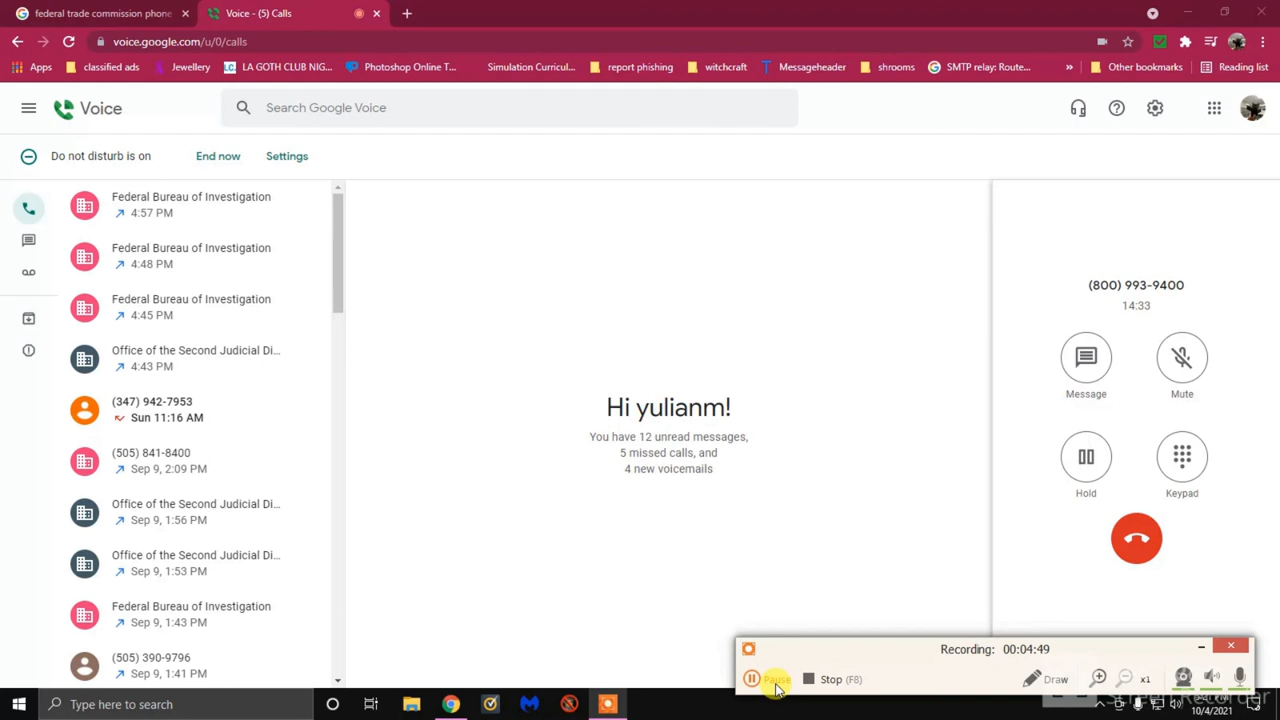 federal trade commission phone
Voice - (5) Calls
voice.google.com/u/0/calls
Apps
classified ads
Jewellery
LA GOTH CLUB NIG...
Photoshop Online T...
Simulation Curricul...
report phishing
witchcraft
Messageheader
shrooms
SMTP relay: Route...
»
Other bookmarks
Reading list
Voice
Search Google Voice
Do not disturb is on
End now
Settings
Federal Bureau of Investigation
4:57 PM
Federal Bureau of Investigation
4:48 PM
Federal Bureau of Investigation
4:45 PM
Office of the Second Judicial Di...
4:43 PM
(347) 942-7953
Sun 11:16 AM
(505) 841-8400
Sep 9, 2:09 PM
Office of the Second Judicial Di...
Sep 9, 1:56 PM
Office of the Second Judicial Di...
Sep 9, 1:53 PM
Federal Bureau of Investigation
Sep 9, 1:43 PM
(505) 390-9796
Sep 9, 1:41 PM
Hi yulianm!
You have 12 unread messages,
5 missed calls, and
4 new voicemails
(800) 993-9400
14:33
Message
Mute
Hold
Keypad
Recording: 00:04:49
Pause
Stop (F8)
Draw
x1
Screen Recorder
Type here to search
10/4/2021